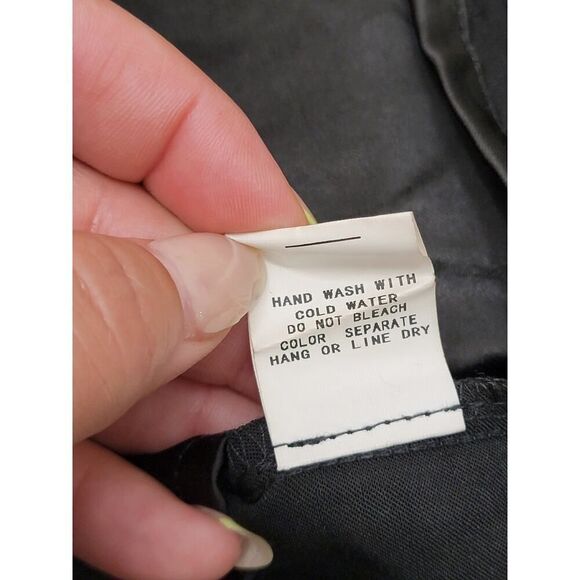 HAND WASH WITH
COLD WATER
DO NOT BLEACH
COLOR SEPARATE
HANG OR LINE DRY